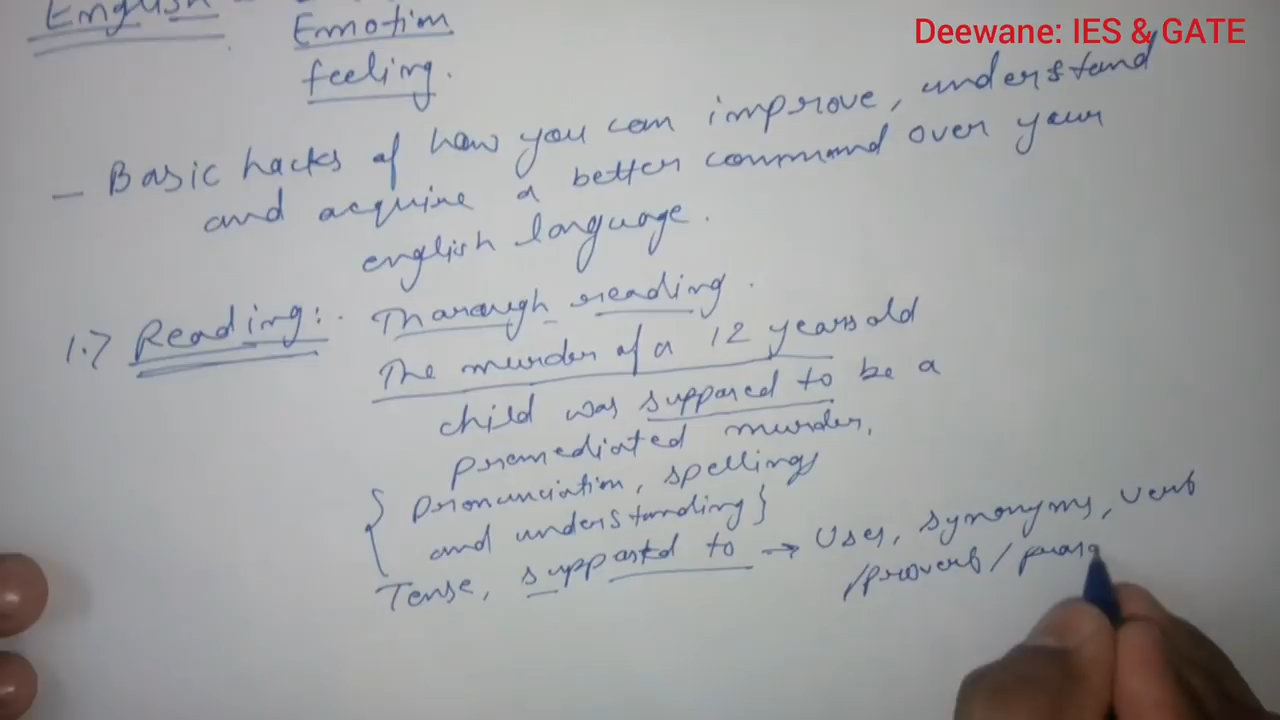 Deewane: IES & GATE
English
Emotion
feeling.
- Basic hacks of how you can improve, understand
and acquire a better command over your
english language.
1.) Reading:- Thorough reading.
The murder of a 12 years old
child was suppared to be a
premediated murder.
{ pronunciation, spellings
and understanding }
Tense, suppoasted to → Uses, synonyms, verb
/proverb/